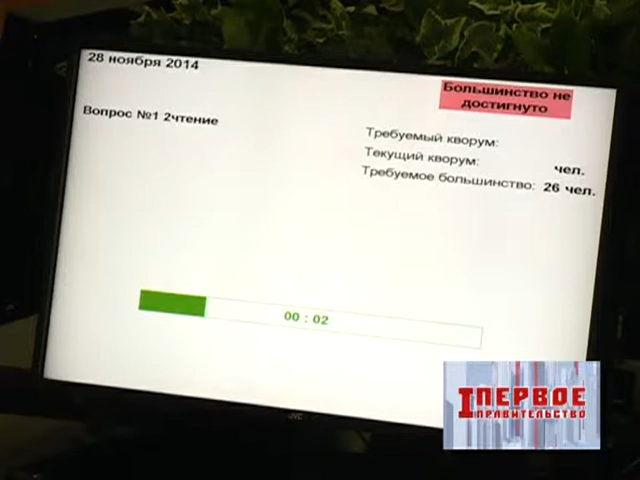 28 ноября 2014
Большинство не
достигнуто
Вопрос №1 2чтение
Требуемый кворум:
Текущий кворум:
чел.
Требуемое большинство: 26 чел.
00 : 02
JVC
I ПЕРВОЕ
ПРАВИТЕЛЬСТВО